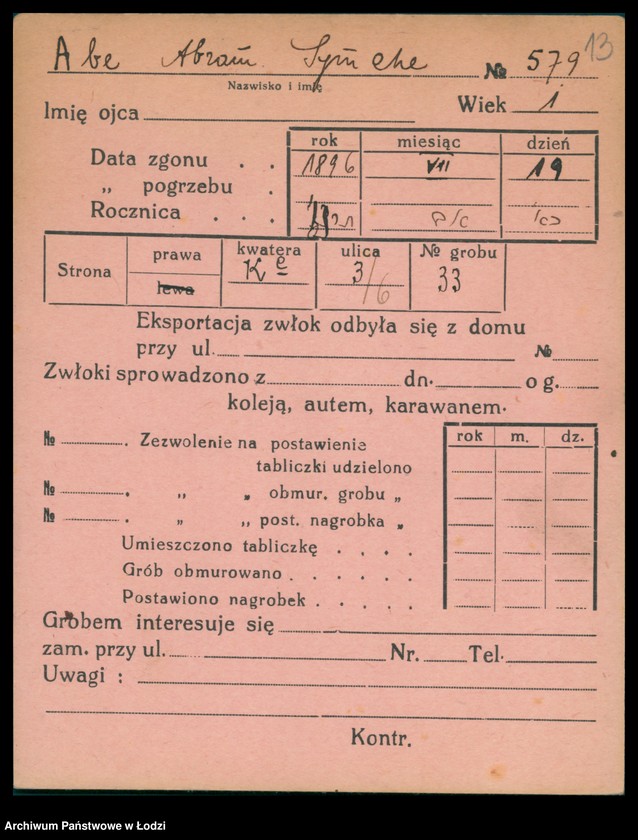 Abe Abram Symche № 579 13
Nazwisko i imię
Imię ojca Wiek 1
rok miesiąc dzień
Data zgonu . . 1896 VII 19
„ pogrzebu .
Rocznica . . .
Strona prawa kwatera ulica № grobu
lewa K 3/6 33
Eksportacja zwłok odbyła się z domu
przy ul. №
Zwłoki sprowadzono z dn. o g.
koleją, autem, karawanem.
rok m. dz.
№ . Zezwolenie na postawienie
tabliczki udzielono
№ . „ „ obmur. grobu „
№ . „ „ post. nagrobka „
Umieszczono tabliczkę . . . .
Grób obmurowano . . . . .
Postawiono nagrobek . . . .
Grobem interesuje się
zam. przy ul. Nr. Tel.
Uwagi :
Kontr.
Archiwum Państwowe w Łodzi